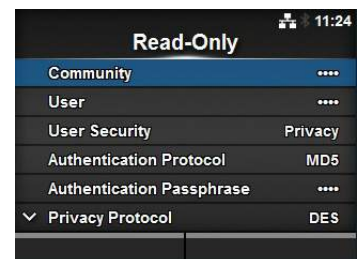 11:24
Read-Only
Community ••••
User ••••
User Security Privacy
Authentication Protocol MD5
Authentication Passphrase ••••
Privacy Protocol DES